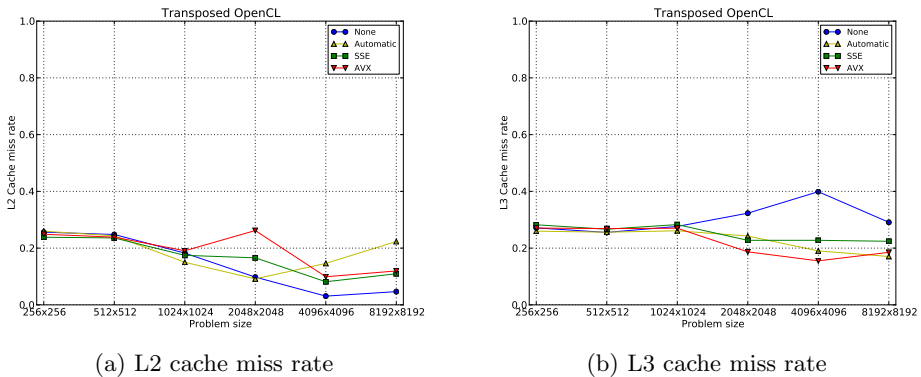 Transposed OpenCL
None
Automatic
SSE
AVX
1.0
0.8
0.6
0.4
0.2
0.0
L2 Cache miss rate
256x256 512x512 1024x1024 2048x2048 4096x4096 8192x8192
Problem size
(a) L2 cache miss rate
Transposed OpenCL
None
Automatic
SSE
AVX
1.0
0.8
0.6
0.4
0.2
0.0
L3 Cache miss rate
256x256 512x512 1024x1024 2048x2048 4096x4096 8192x8192
Problem size
(b) L3 cache miss rate